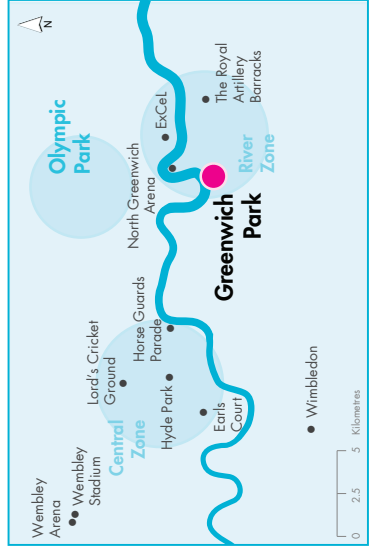 N
Wembley
Arena
Wembley
Stadium
Lord's Cricket
Ground
Central
Zone
Hyde Park
Horse Guards
Parade
Earls
Court
Wimbledon
Olympic
Park
North Greenwich
Arena
ExCeL
The Royal
Artillery
Barracks
River
Zone
Greenwich
Park
0
2.5
5
Kilometres